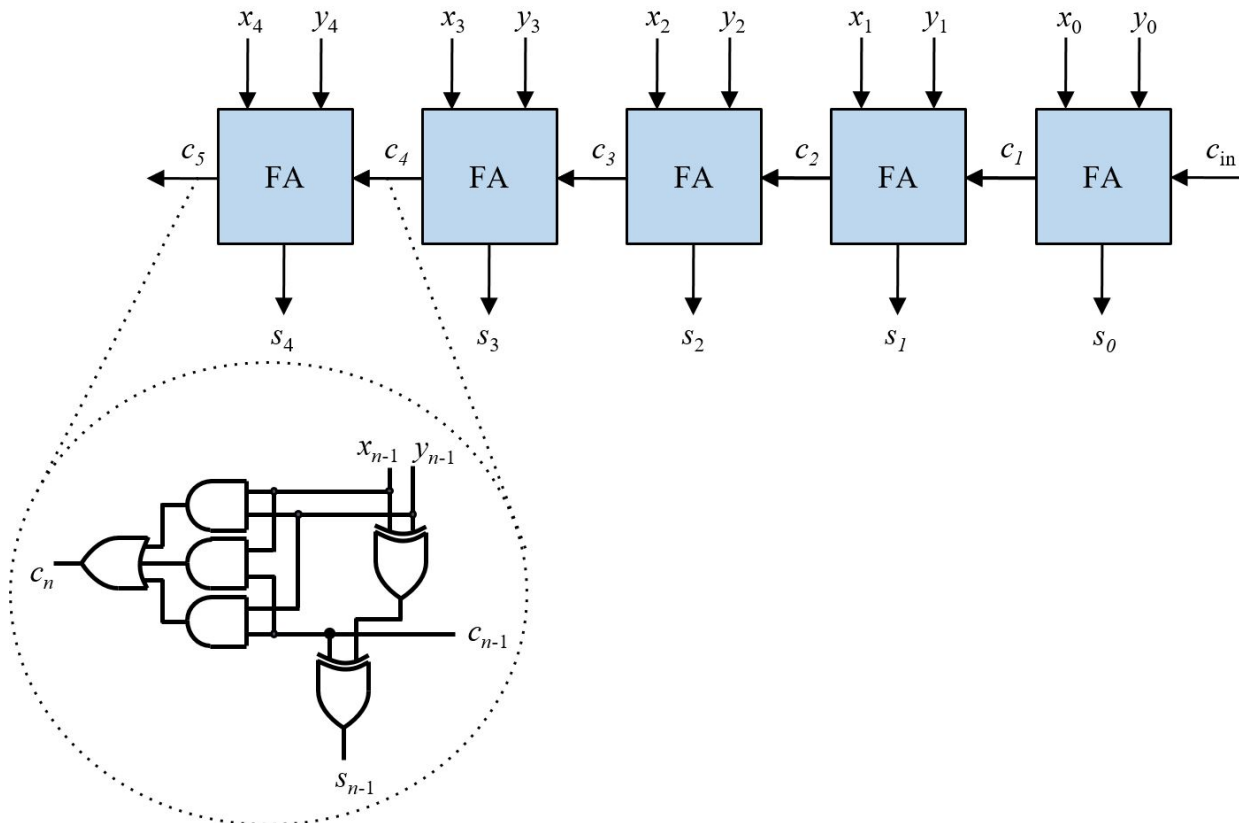 x₄ y₄ x₃ y₃ x₂ y₂ x₁ y₁ x₀ y₀
c₅ FA c₄ FA c₃ FA c₂ FA c₁ FA cᵢₙ
s₄ s₃ s₂ s₁ s₀
xₙ₋₁ yₙ₋₁
cₙ
cₙ₋₁
sₙ₋₁